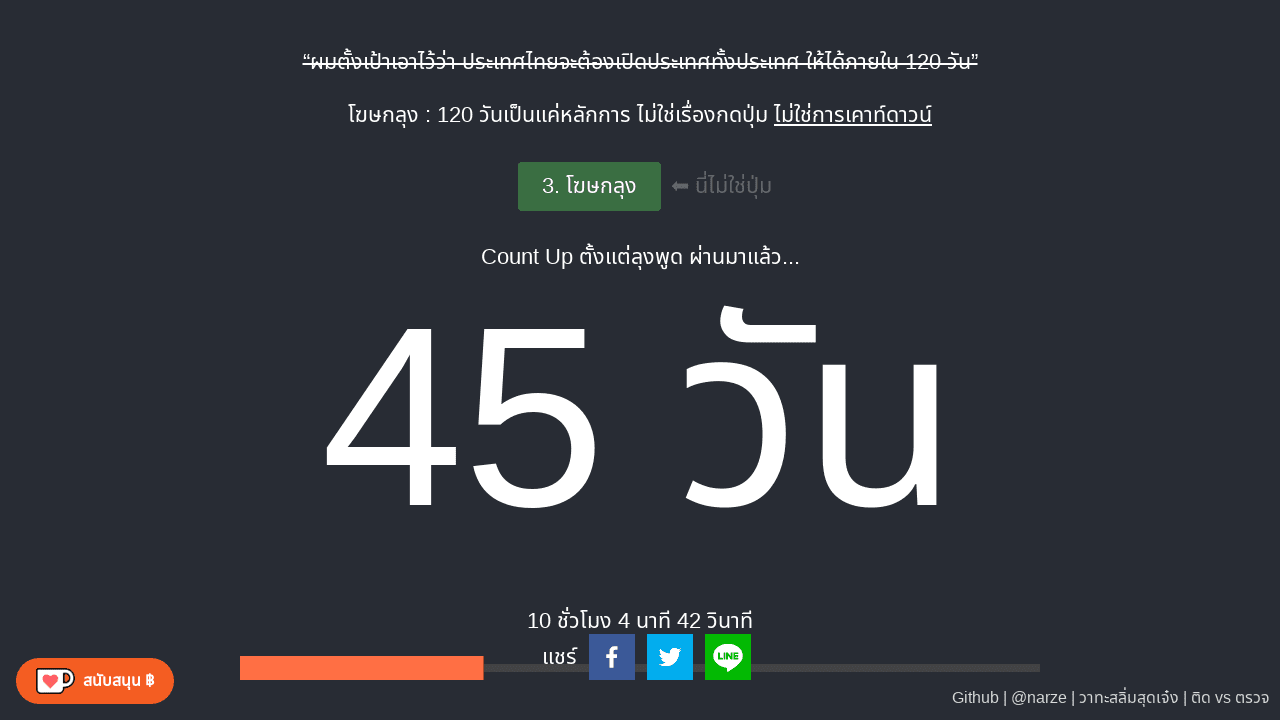 “ผมตั้งเป้าเอาไว้ว่า ประเทศไทยจะต้องเปิดประเทศทั้งประเทศ ให้ได้ภายใน 120 วัน”
โฆษกลุง : 120 วันเป็นแค่หลักการ ไม่ใช่เรื่องกดปุ่ม ไม่ใช่การเคาท์ดาวน์
3. โฆษกลุง ⬅ นี่ไม่ใช่ปุ่ม
Count Up ตั้งแต่ลุงพูด ผ่านมาแล้ว...
45 วัน
10 ชั่วโมง 4 นาที 42 วินาที
แชร์
LINE
สนับสนุน ฿
Github | @narze | วาทะสลิ่มสุดเจ๋ง | ติด vs ตรวจ